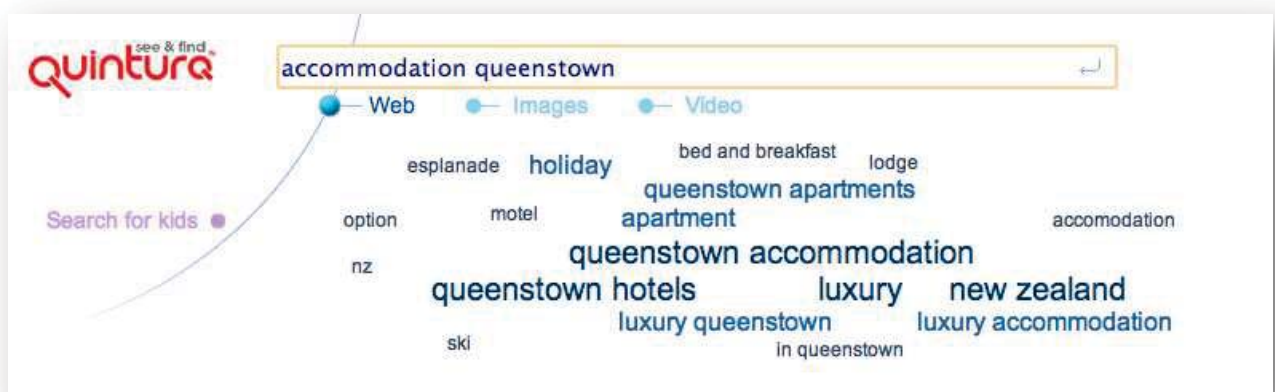 see & find
quintura
accommodation queenstown
Web Images Video
bed and breakfast
esplanade holiday lodge
queenstown apartments
Search for kids option motel apartment accomodation
queenstown accommodation
nz
queenstown hotels luxury new zealand
luxury queenstown luxury accommodation
ski
in queenstown